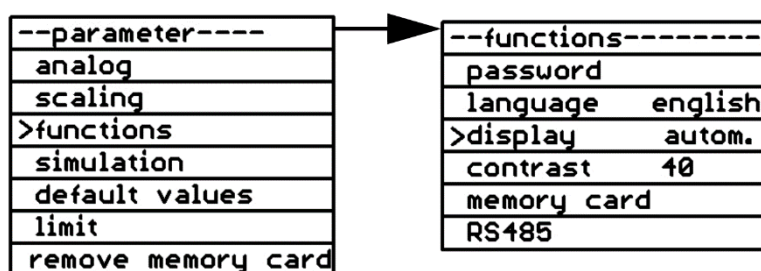 --parameter----
analog
scaling
>functions
simulation
default values
limit
remove memory card
--functions--------
password
language english
>display autom.
contrast 40
memory card
RS485